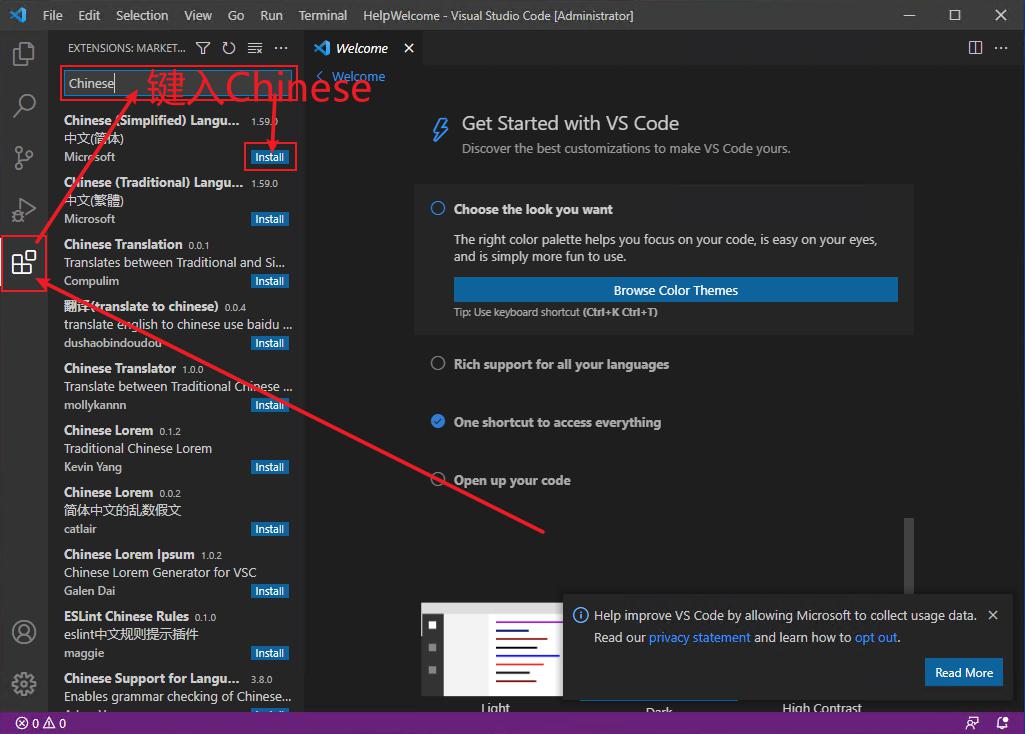 File Edit Selection View Go Run Terminal HelpWelcome - Visual Studio Code [Administrator]
EXTENSIONS: MARKET...
Chinese
键入Chinese
Chinese (Simplified) Langu... 1.59.0
中文(简体)
Microsoft Install
Chinese (Traditional) Langu... 1.59.0
中文(繁體)
Microsoft Install
Chinese Translation 0.0.1
Translates between Traditional and Si...
Compulim Install
翻译(translate to chinese) 0.0.4
translate english to chinese use baidu ...
dushaobindoudou Install
Chinese Translator 1.0.0
Translate between Traditional Chinese ...
mollykannn Install
Chinese Lorem 0.1.2
Traditional Chinese Lorem
Kevin Yang Install
Chinese Lorem 0.0.2
简体中文的乱数假文
catlair Install
Chinese Lorem Ipsum 1.0.2
Chinese Lorem Generator for VSC
Galen Dai Install
ESLint Chinese Rules 0.1.0
eslint中文规则提示插件
maggie Install
Chinese Support for Langu... 3.8.0
Enables grammar checking of Chinese...
Welcome
Welcome
Get Started with VS Code
Discover the best customizations to make VS Code yours.
Choose the look you want
The right color palette helps you focus on your code, is easy on your eyes,
and is simply more fun to use.
Browse Color Themes
Tip: Use keyboard shortcut (Ctrl+K Ctrl+T)
Rich support for all your languages
One shortcut to access everything
Open up your code
Light Dark High Contrast
Help improve VS Code by allowing Microsoft to collect usage data.
Read our privacy statement and learn how to opt out.
Read More
0 0